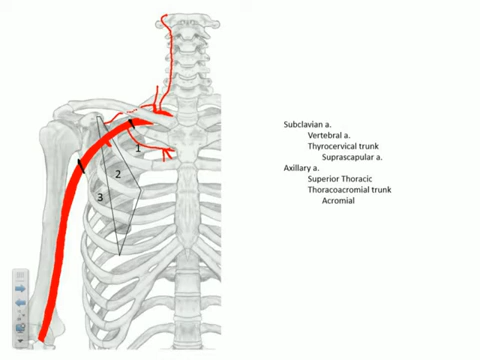 1
2
3
Subclavian a.
Vertebral a.
Thyrocervical trunk
Suprascapular a.
Axillary a.
Superior Thoracic
Thoracoacromial trunk
Acromial